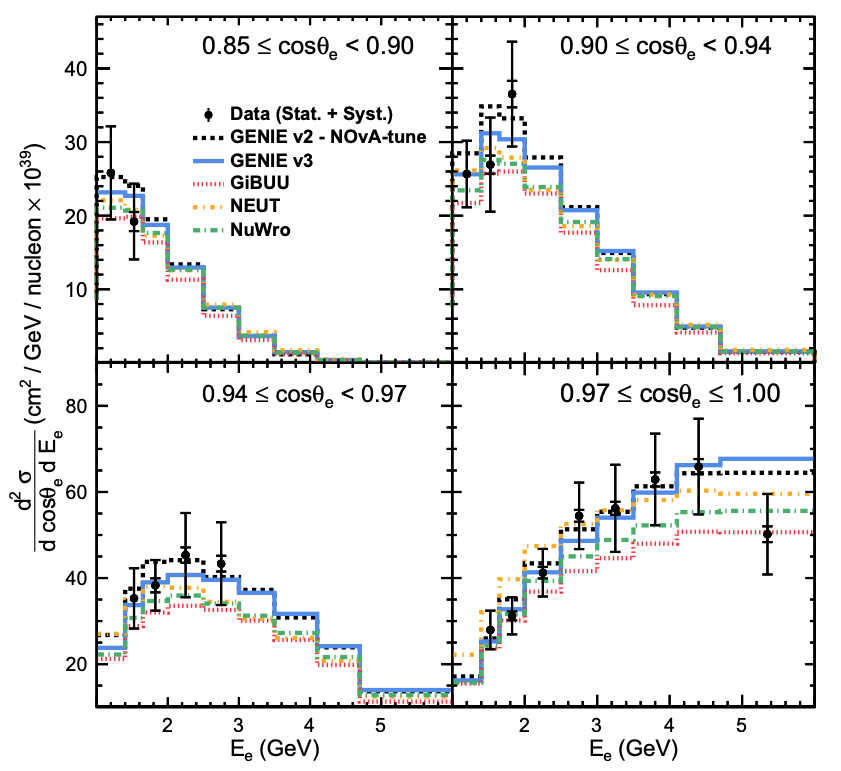 0.85 ≤ cosθₑ < 0.90
0.90 ≤ cosθₑ < 0.94
Data (Stat. + Syst.)
GENIE v2 - NOvA-tune
GENIE v3
GiBUU
NEUT
NuWro
40
30
20
10
0.94 ≤ cosθₑ < 0.97
0.97 ≤ cosθₑ ≤ 1.00
80
60
40
20
d² σ / d cosθₑ d Eₑ (cm² / GeV / nucleon × 10³⁹)
2 3 4 5
2 3 4 5
Eₑ (GeV)
Eₑ (GeV)